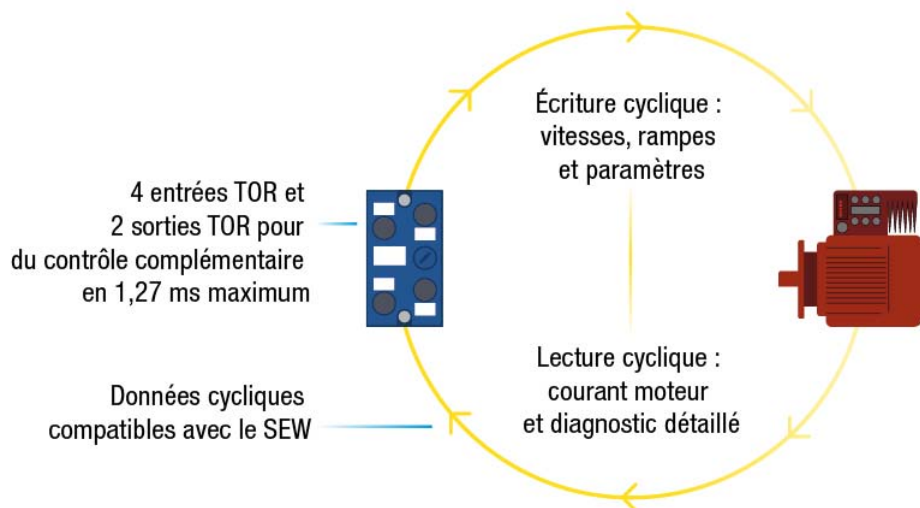 Écriture cyclique :
vitesses, rampes
et paramètres
4 entrées TOR et
2 sorties TOR pour
du contrôle complémentaire
en 1,27 ms maximum
Lecture cyclique :
courant moteur
et diagnostic détaillé
Données cycliques
compatibles avec le SEW